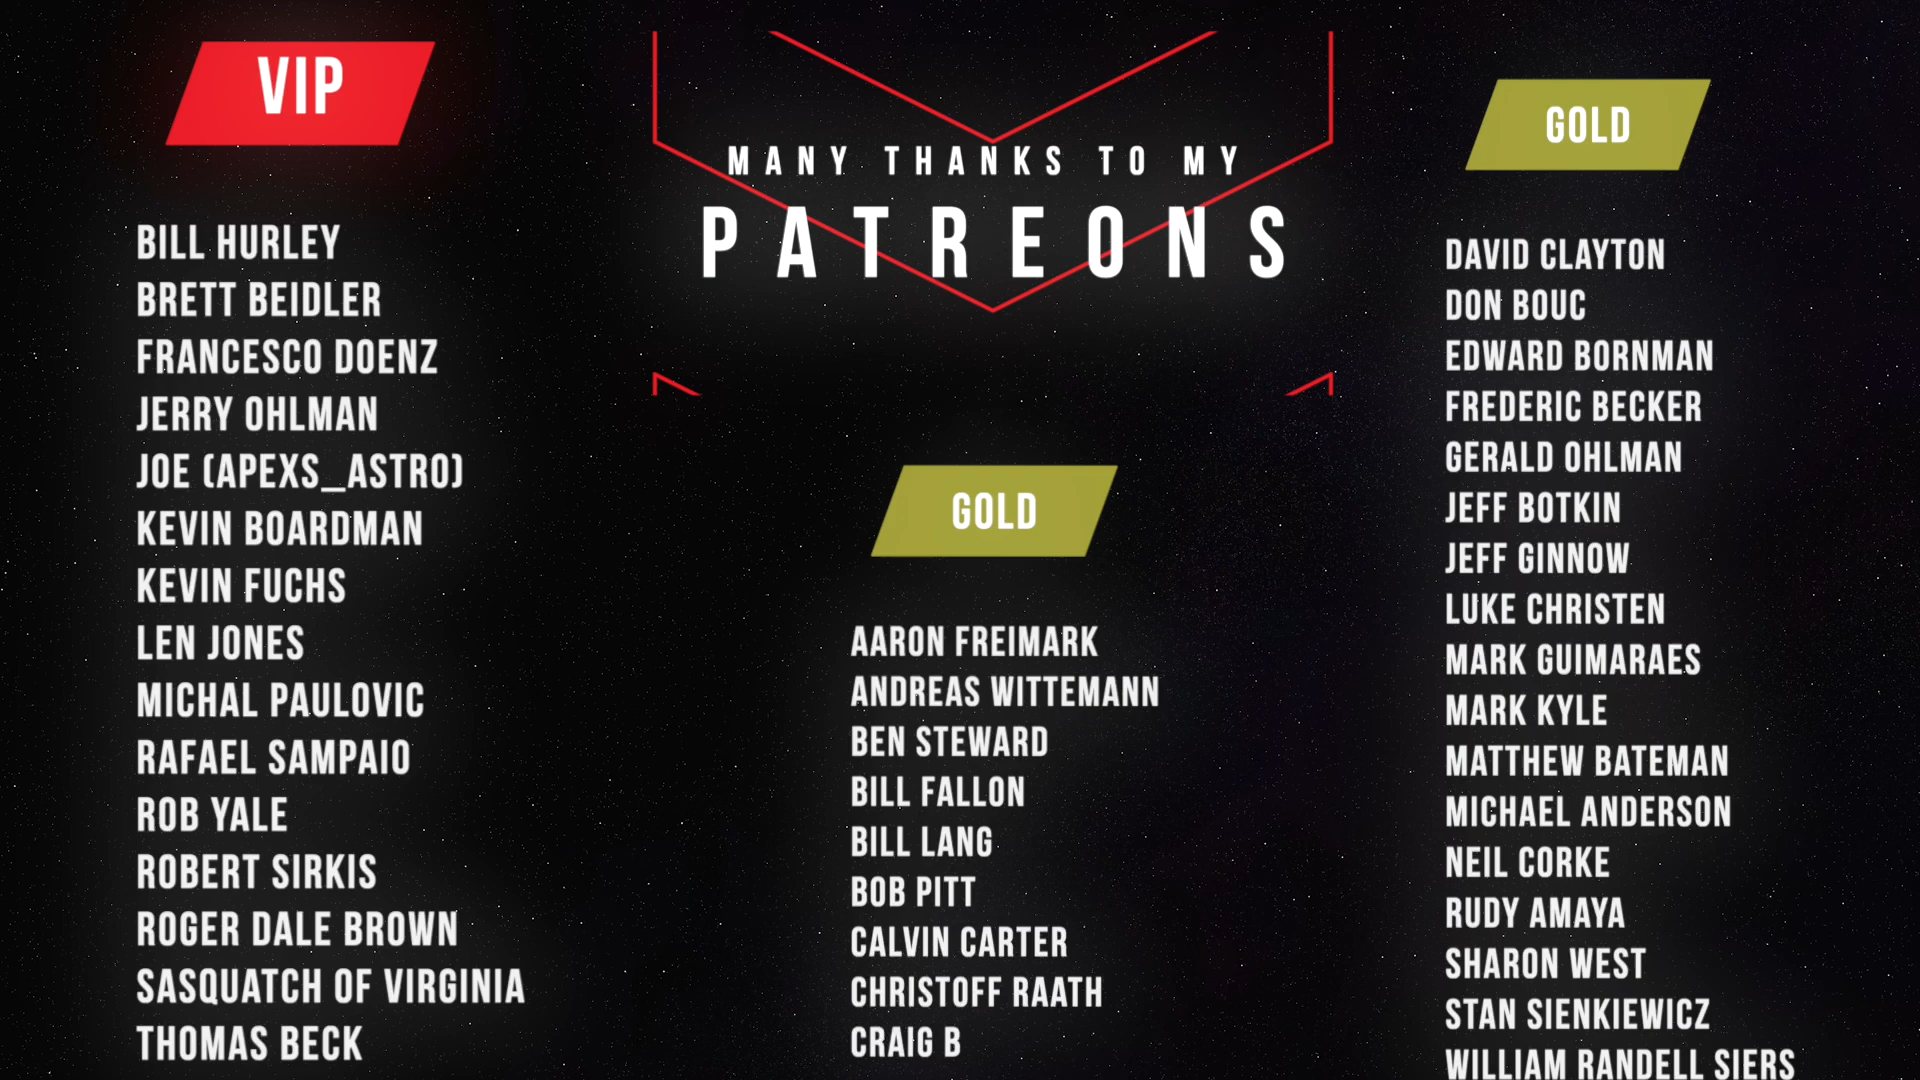 VIP
BILL HURLEY
BRETT BEIDLER
FRANCESCO DOENZ
JERRY OHLMAN
JOE (APEXS_ASTRO)
KEVIN BOARDMAN
KEVIN FUCHS
LEN JONES
MICHAL PAULOVIC
RAFAEL SAMPAIO
ROB YALE
ROBERT SIRKIS
ROGER DALE BROWN
SASQUATCH OF VIRGINIA
THOMAS BECK
MANY THANKS TO MY
PATREONS
GOLD
AARON FREIMARK
ANDREAS WITTEMANN
BEN STEWARD
BILL FALLON
BILL LANG
BOB PITT
CALVIN CARTER
CHRISTOFF RAATH
CRAIG B
GOLD
DAVID CLAYTON
DON BOUC
EDWARD BORNMAN
FREDERIC BECKER
GERALD OHLMAN
JEFF BOTKIN
JEFF GINNOW
LUKE CHRISTEN
MARK GUIMARAES
MARK KYLE
MATTHEW BATEMAN
MICHAEL ANDERSON
NEIL CORKE
RUDY AMAYA
SHARON WEST
STAN SIENKIEWICZ
WILLIAM RANDELL SIERS